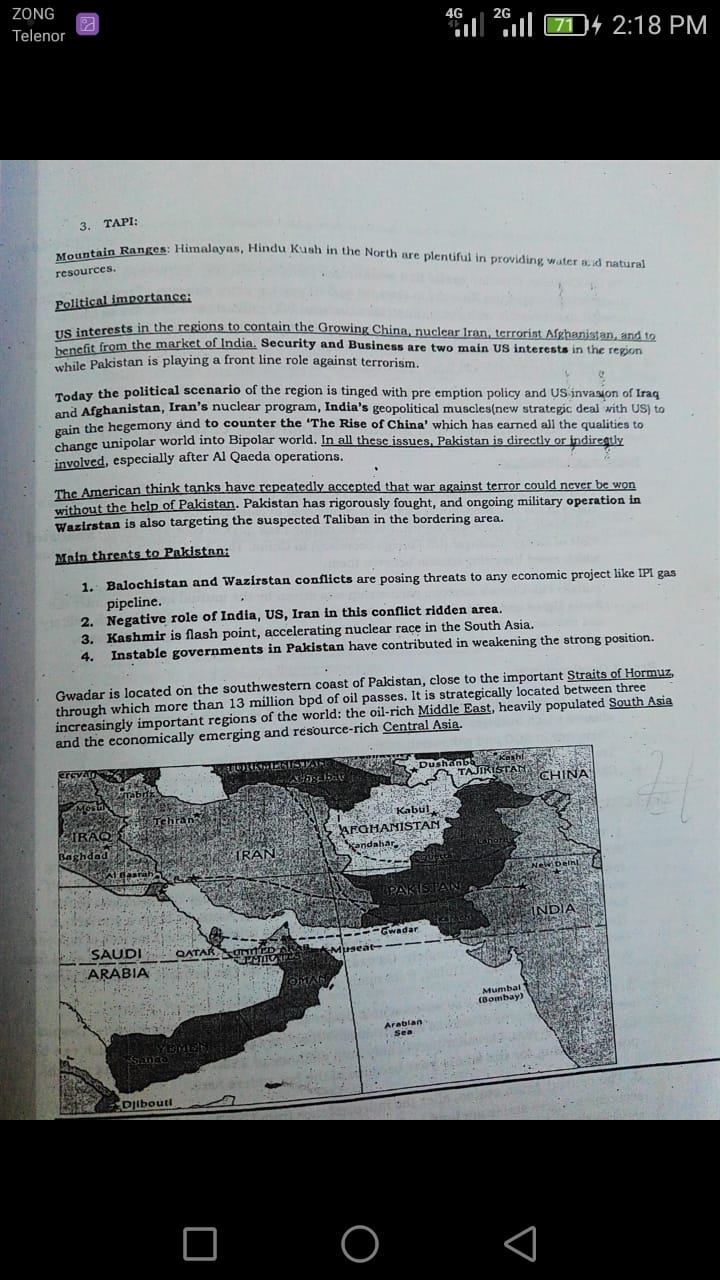 ZONG
Telenor
4G
2G
71
2:18 PM
3. TAPI:
Mountain Ranges: Himalayas, Hindu Kush in the North are plentiful in providing water and natural
resources.
Political importance:
US interests in the regions to contain the Growing China, nuclear Iran, terrorist Afghanistan, and to
benefit from the market of India. Security and Business are two main US interests in the region
while Pakistan is playing a front line role against terrorism.
Today the political scenario of the region is tinged with pre emption policy and US invasion of Iraq
and Afghanistan, Iran's nuclear program, India's geopolitical muscles(new strategic deal with US) to
gain the hegemony and to counter the 'The Rise of China' which has earned all the qualities to
change unipolar world into Bipolar world. In all these issues, Pakistan is directly or indirectly
involved, especially after Al Qaeda operations.
The American think tanks have repeatedly accepted that war against terror could never be won
without the help of Pakistan. Pakistan has rigorously fought, and ongoing military operation in
Wazirstan is also targeting the suspected Taliban in the bordering area.
Main threats to Pakistan:
1. Balochistan and Wazirstan conflicts are posing threats to any economic project like IPI gas
pipeline.
2. Negative role of India, US, Iran in this conflict ridden area.
3. Kashmir is flash point, accelerating nuclear race in the South Asia.
4. Instable governments in Pakistan have contributed in weakening the strong position.
Gwadar is located on the southwestern coast of Pakistan, close to the important Straits of Hormuz,
through which more than 13 million bpd of oil passes. It is strategically located between three
increasingly important regions of the world: the oil-rich Middle East, heavily populated South Asia
and the economically emerging and resource-rich Central Asia.
Yerevan
TURKMENISTAN
Ashgabat
Dushanbe
Kashi
TAJIKISTAN
CHINA
Tabriz
Mosul
Tehran
Kabul
AFGHANISTAN
IRAQ
Baghdad
IRAN
Kandahar
Lahore
Al Basrah
Quetta
New Delhi
PAKISTAN
INDIA
Karachi
Gwadar
SAUDI
ARABIA
QATAR
UNITED ARAB
EMIRATES
Muscat
OMAN
Mumbai
(Bombay)
Arabian
Sea
YEMEN
Sanaa
Djibouti